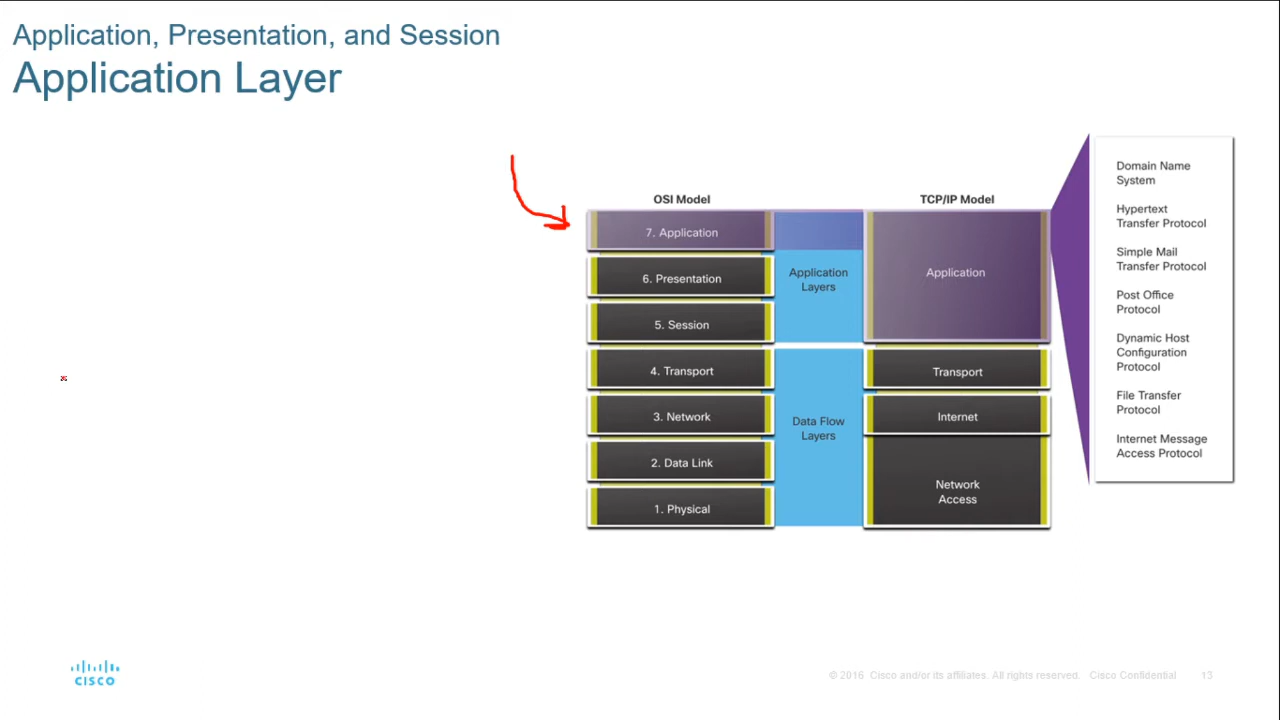 Application, Presentation, and Session
Application Layer
OSI Model
7. Application
6. Presentation
5. Session
4. Transport
3. Network
2. Data Link
1. Physical
Application
Layers
Data Flow
Layers
TCP/IP Model
Application
Transport
Internet
Network
Access
Domain Name
System
Hypertext
Transfer Protocol
Simple Mail
Transfer Protocol
Post Office
Protocol
Dynamic Host
Configuration
Protocol
File Transfer
Protocol
Internet Message
Access Protocol
CISCO
© 2016 Cisco and/or its affiliates. All rights reserved. Cisco Confidential 13